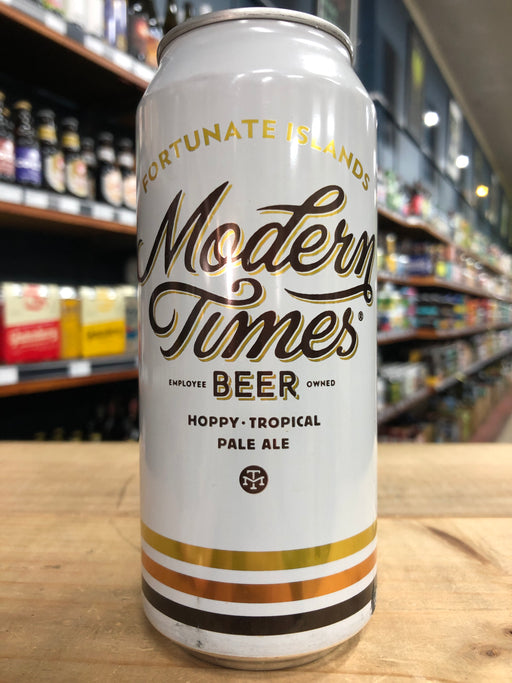 FORTUNATE ISLANDS
Modern
Times®
EMPLOYEE BEER OWNED
HOPPY • TROPICAL
PALE ALE